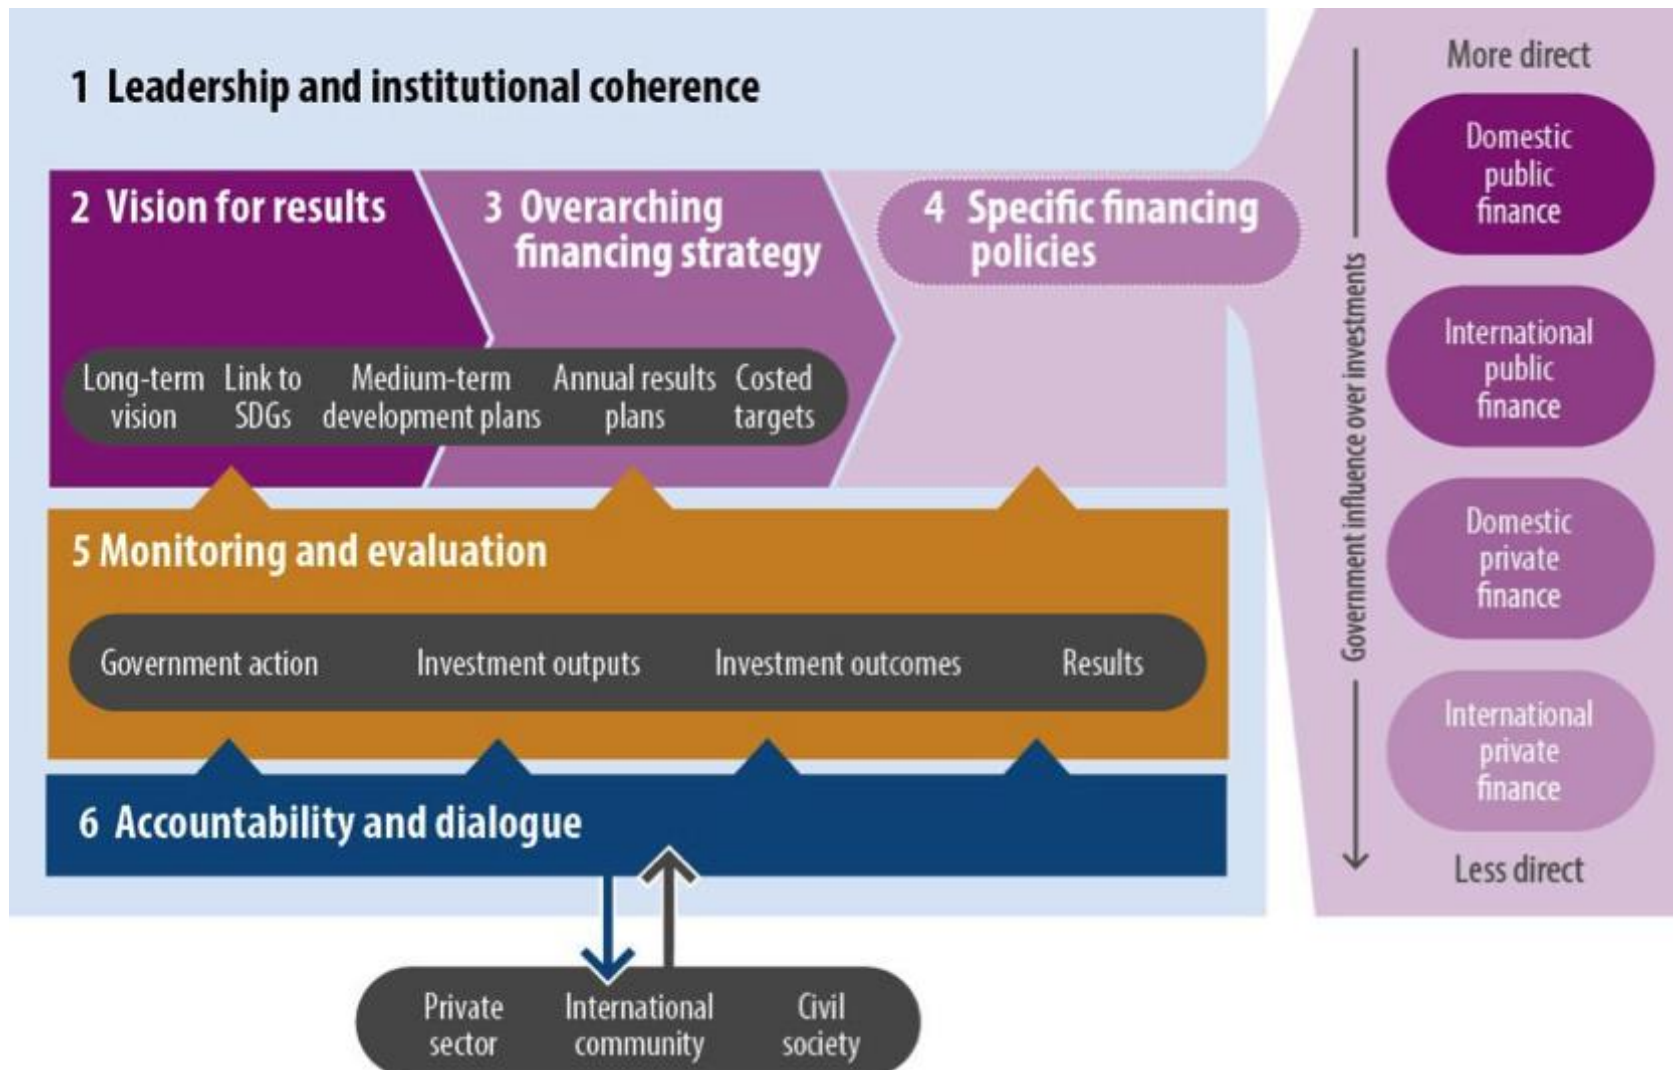 1 Leadership and institutional coherence
2 Vision for results
3 Overarching
financing strategy
4 Specific financing
policies
Long-term
vision
Link to
SDGs
Medium-term
development plans
Annual results
plans
Costed
targets
5 Monitoring and evaluation
Government action
Investment outputs
Investment outcomes
Results
6 Accountability and dialogue
Private
sector
International
community
Civil
society
More direct
Government influence over investments
Domestic
public
finance
International
public
finance
Domestic
private
finance
International
private
finance
Less direct